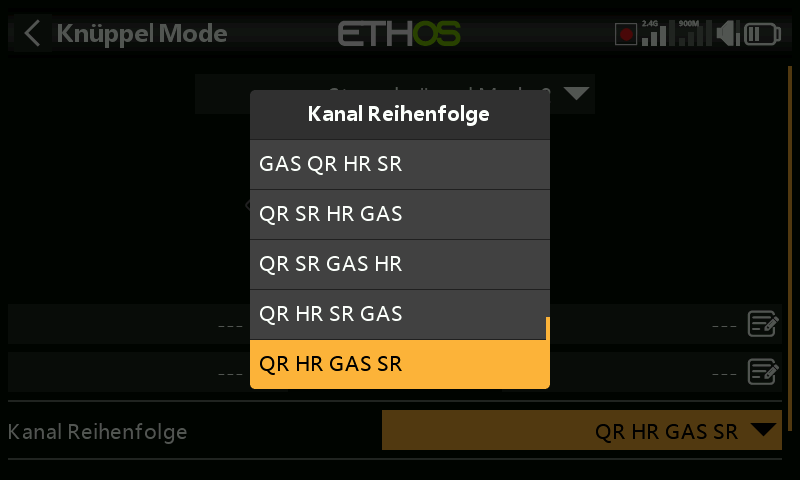 Knüppel Mode
ETHOS
2.4G
900M
Kanal Reihenfolge
GAS QR HR SR
QR SR HR GAS
QR SR GAS HR
QR HR SR GAS
QR HR GAS SR
--- ---
--- ---
Kanal Reihenfolge QR HR GAS SR